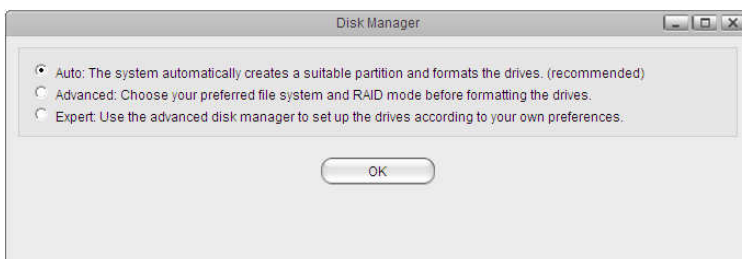 Disk Manager
Auto: The system automatically creates a suitable partition and formats the drives. (recommended)
Advanced: Choose your preferred file system and RAID mode before formatting the drives.
Expert: Use the advanced disk manager to set up the drives according to your own preferences.
OK